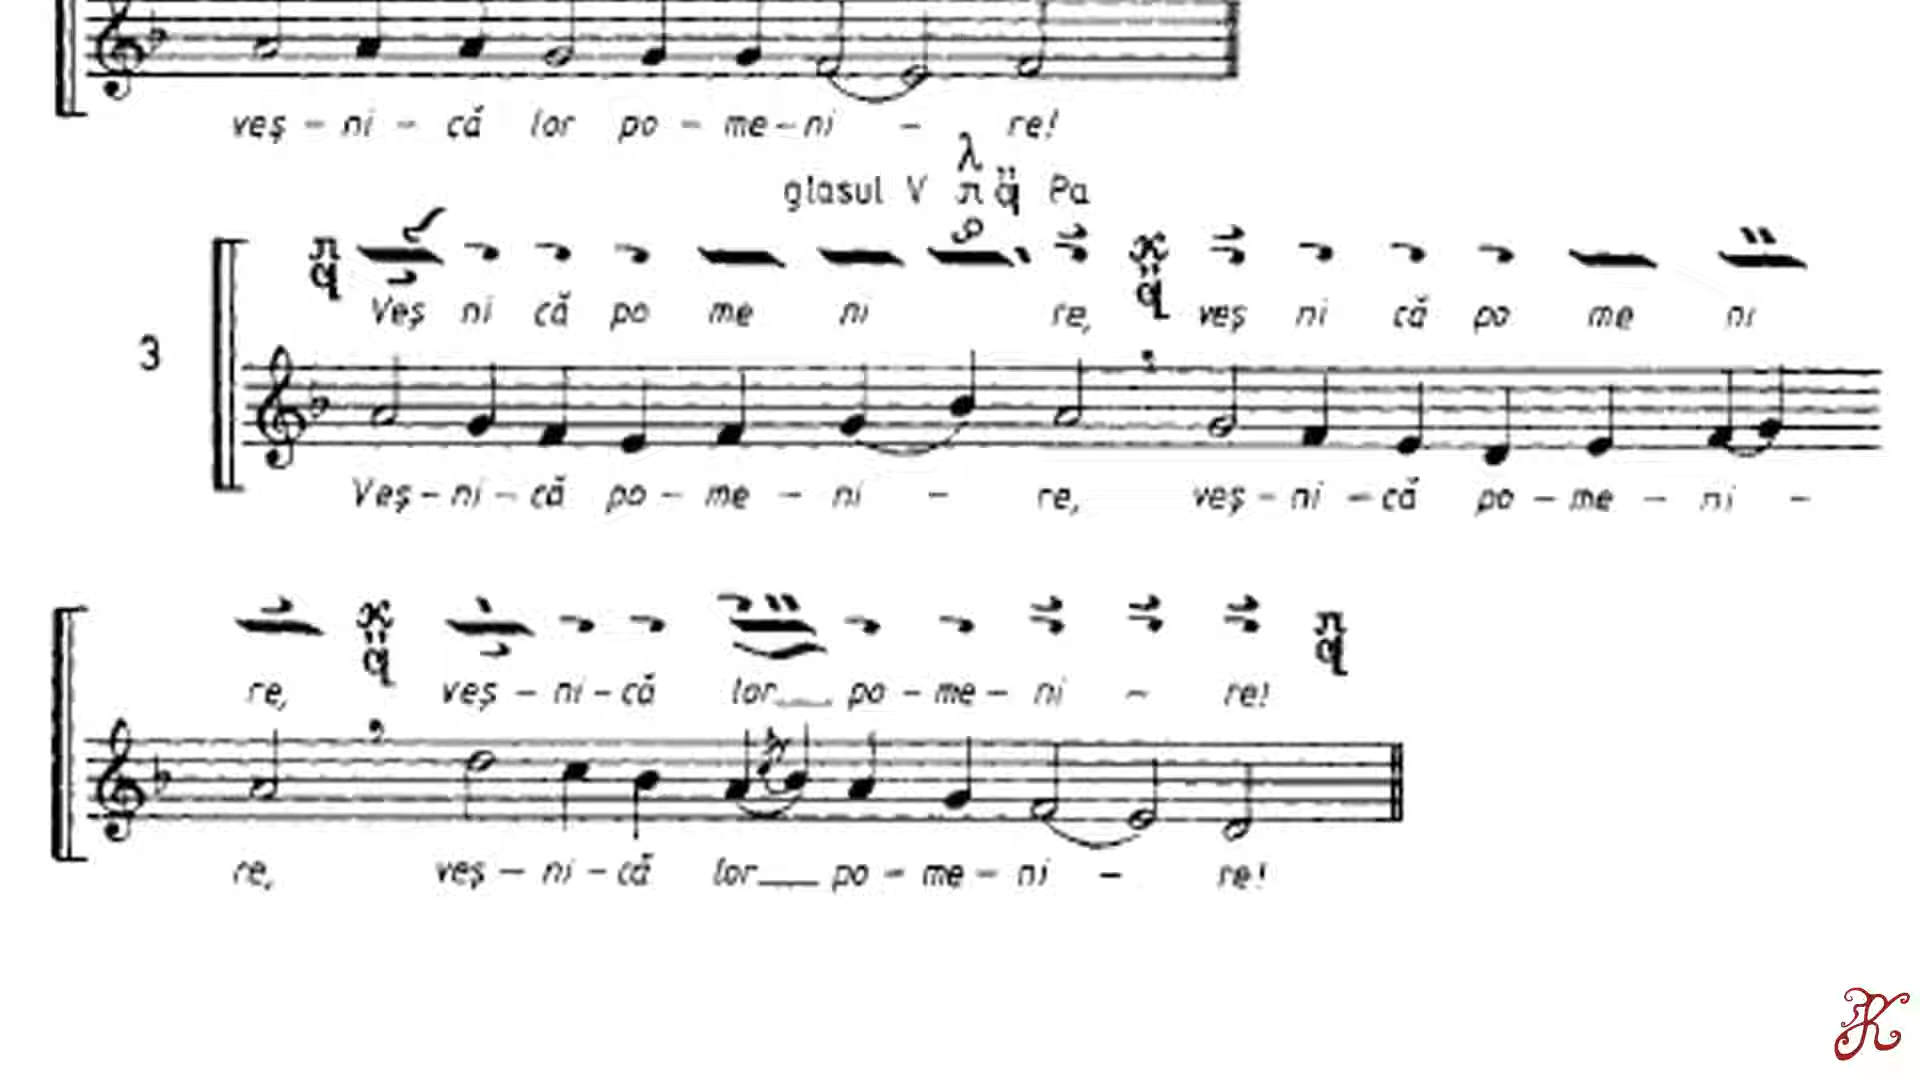 veş – ni – că lor po – me – ni – re!
glasul V λ π q̈ Pa
Veş ni că po me ni re, veş ni că po me ni
3
Veş – ni – că po – me – ni – re, veş – ni – că po – me – ni –
re, veş – ni – că lor__ po – me – ni – re!
re, veş – ni – că lor__ po – me – ni – re!